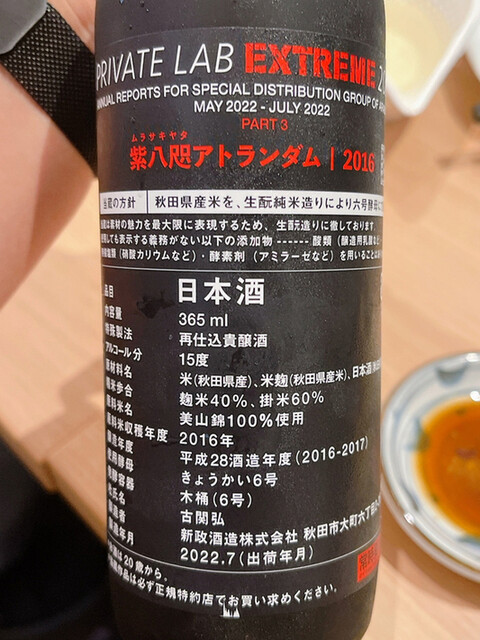 PRIVATE LAB EXTREME
ANNUAL REPORTS FOR SPECIAL DISTRIBUTION GROUP OF
MAY 2022 - JULY 2022
PART 3
ムラサキヤタ
紫八咫アトランダム | 2016
当蔵の方針 秋田県産米を、生酛純米造りにより六号酵母に
素材の魅力を最大限に表現するため、生酛造りに徹しております
使用しても表示する義務がない以下の添加物 ------ 酸類 (醸造用乳酸など
(硝酸カリウムなど)・酵素剤 (アミラーゼなど) を用いることは
品目 日本酒
内容量 365 ml
特殊製法 再仕込貴醸酒
アルコール分 15度
原材料名 米(秋田県産)、米麹(秋田県産米)、日本酒
精米歩合 麹米40%、掛米60%
原料米名 美山錦100%使用
原料米収穫年度 2016年
醸造年度 平成28酒造年度 (2016-2017)
使用酵母 きょうかい6号
発酵容器 木桶 (6号)
杜氏名 古関弘
製造者 新政酒造株式会社 秋田市大町六丁目
製造年月 2022.7 (出荷年月)
は20歳から。
作品は必ず正規特約店でお買い求めください。